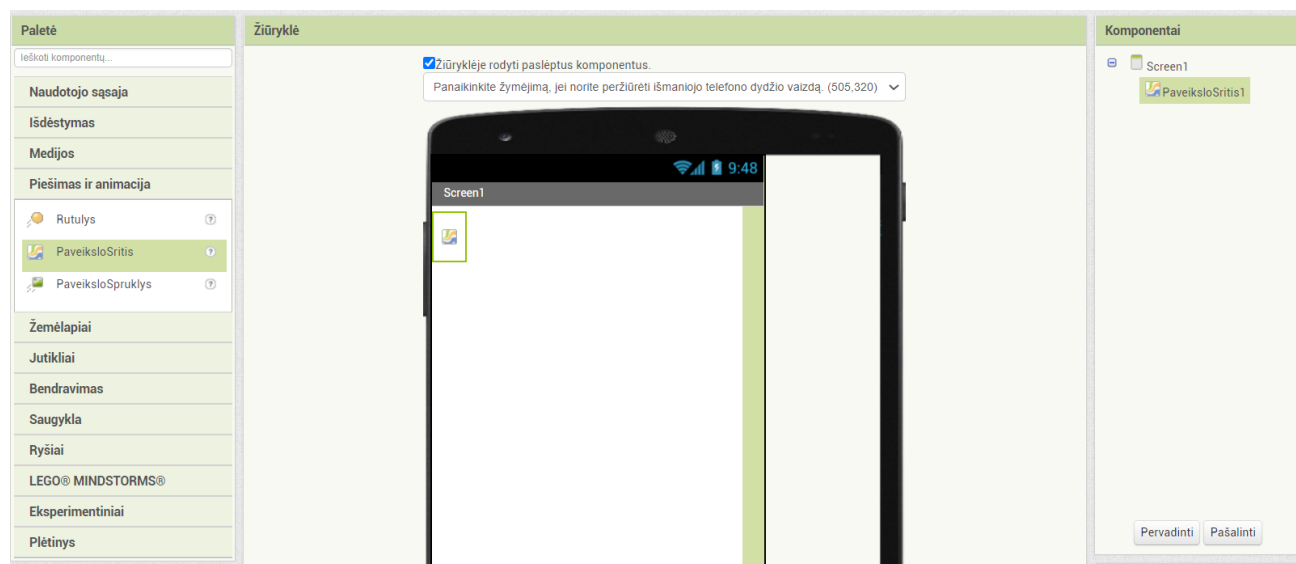 Paletė
Ieškoti komponentų...
Naudotojo sąsaja
Išdėstymas
Medijos
Piešimas ir animacija
Rutulys
?
PaveiksloSritis
?
PaveiksloSpruklys
?
Žemėlapiai
Jutikliai
Bendravimas
Saugykla
Ryšiai
LEGO® MINDSTORMS®
Eksperimentiniai
Plėtinys
Žiūryklė
Žiūryklėje rodyti paslėptus komponentus.
Panaikinkite žymėjimą, jei norite peržiūrėti išmaniojo telefono dydžio vaizdą. (505,320)
9:48
Screen1
Komponentai
Screen1
PaveiksloSritis1
Pervadinti Pašalinti